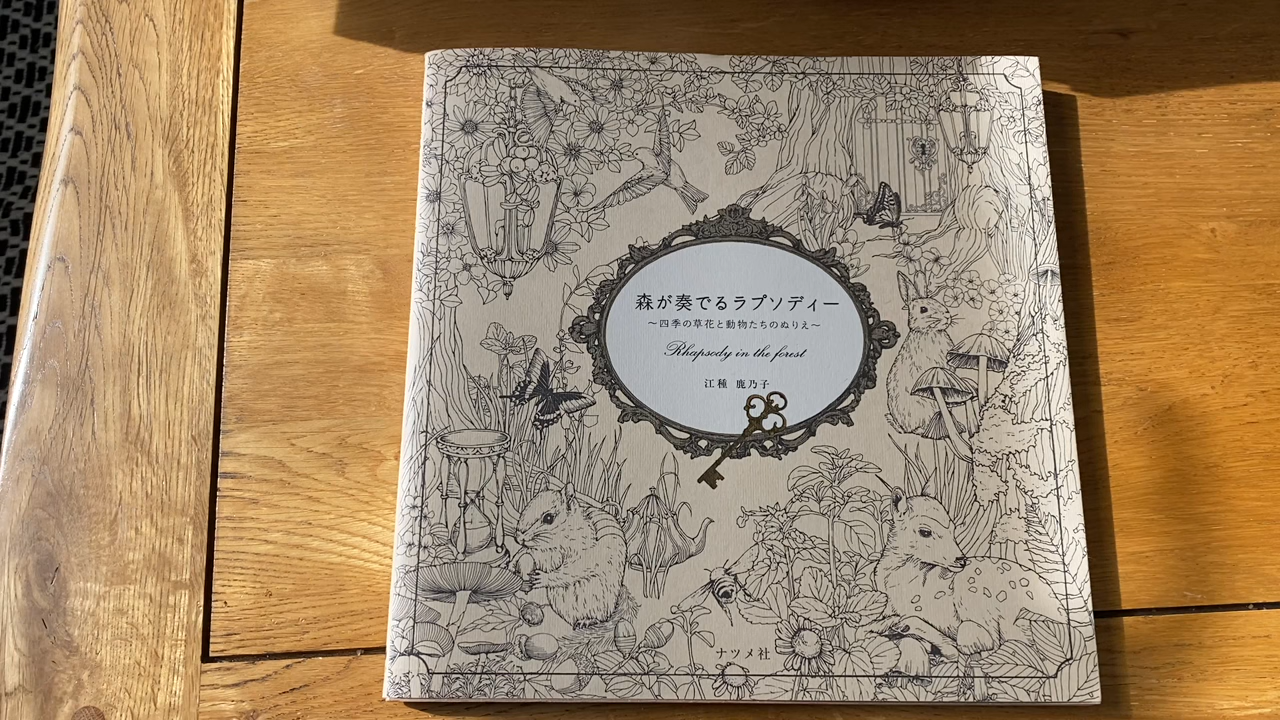 森が奏でるラプソディー
〜四季の草花と動物たちのぬりえ〜
Rhapsody in the forest
江種 鹿乃子
ナツメ社